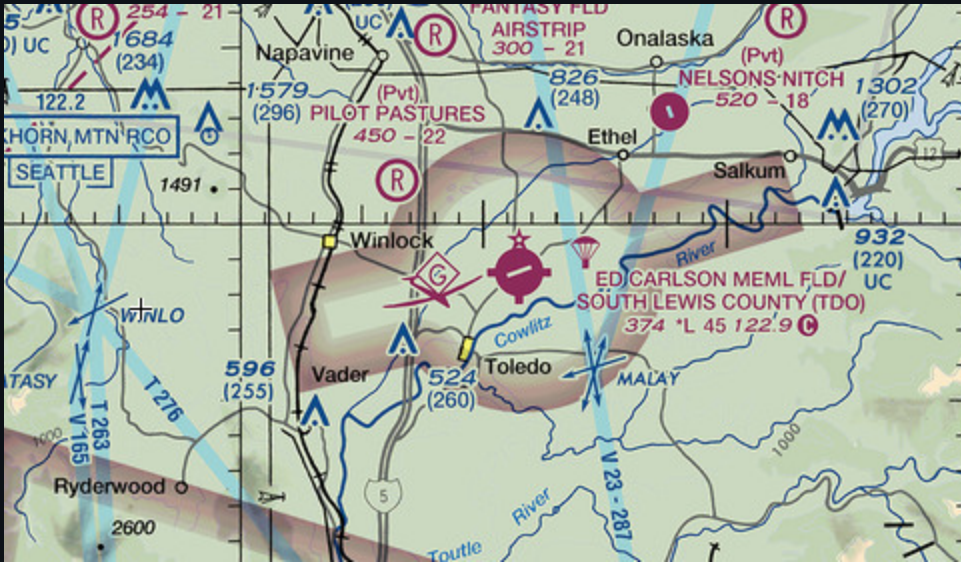 254 - 21
UC
1684
(234)
R
UC
R
FANTASY FLD
AIRSTRIP
300 - 21
R
Onalaska
Napavine
122.2
KHORN MTN RCO
SEATTLE
1579
(296)
(Pvt)
PILOT PASTURES
450 - 22
R
826
(248)
(Pvt)
NELSONS NITCH
520 - 18
1302
(270)
Ethel
Salkum
12
1491
Winlock
G
River
932
(220)
UC
ED CARLSON MEML FLD/
SOUTH LEWIS COUNTY (TDO)
374 *L 45 122.9 C
WINLO
Cowlitz
TASY
596
(255)
Vader
524
(260)
Toledo
MALAY
T 276
T 263
V 165
1000
1000
V 23 - 287
Ryderwood
5
River
2600
Toutle